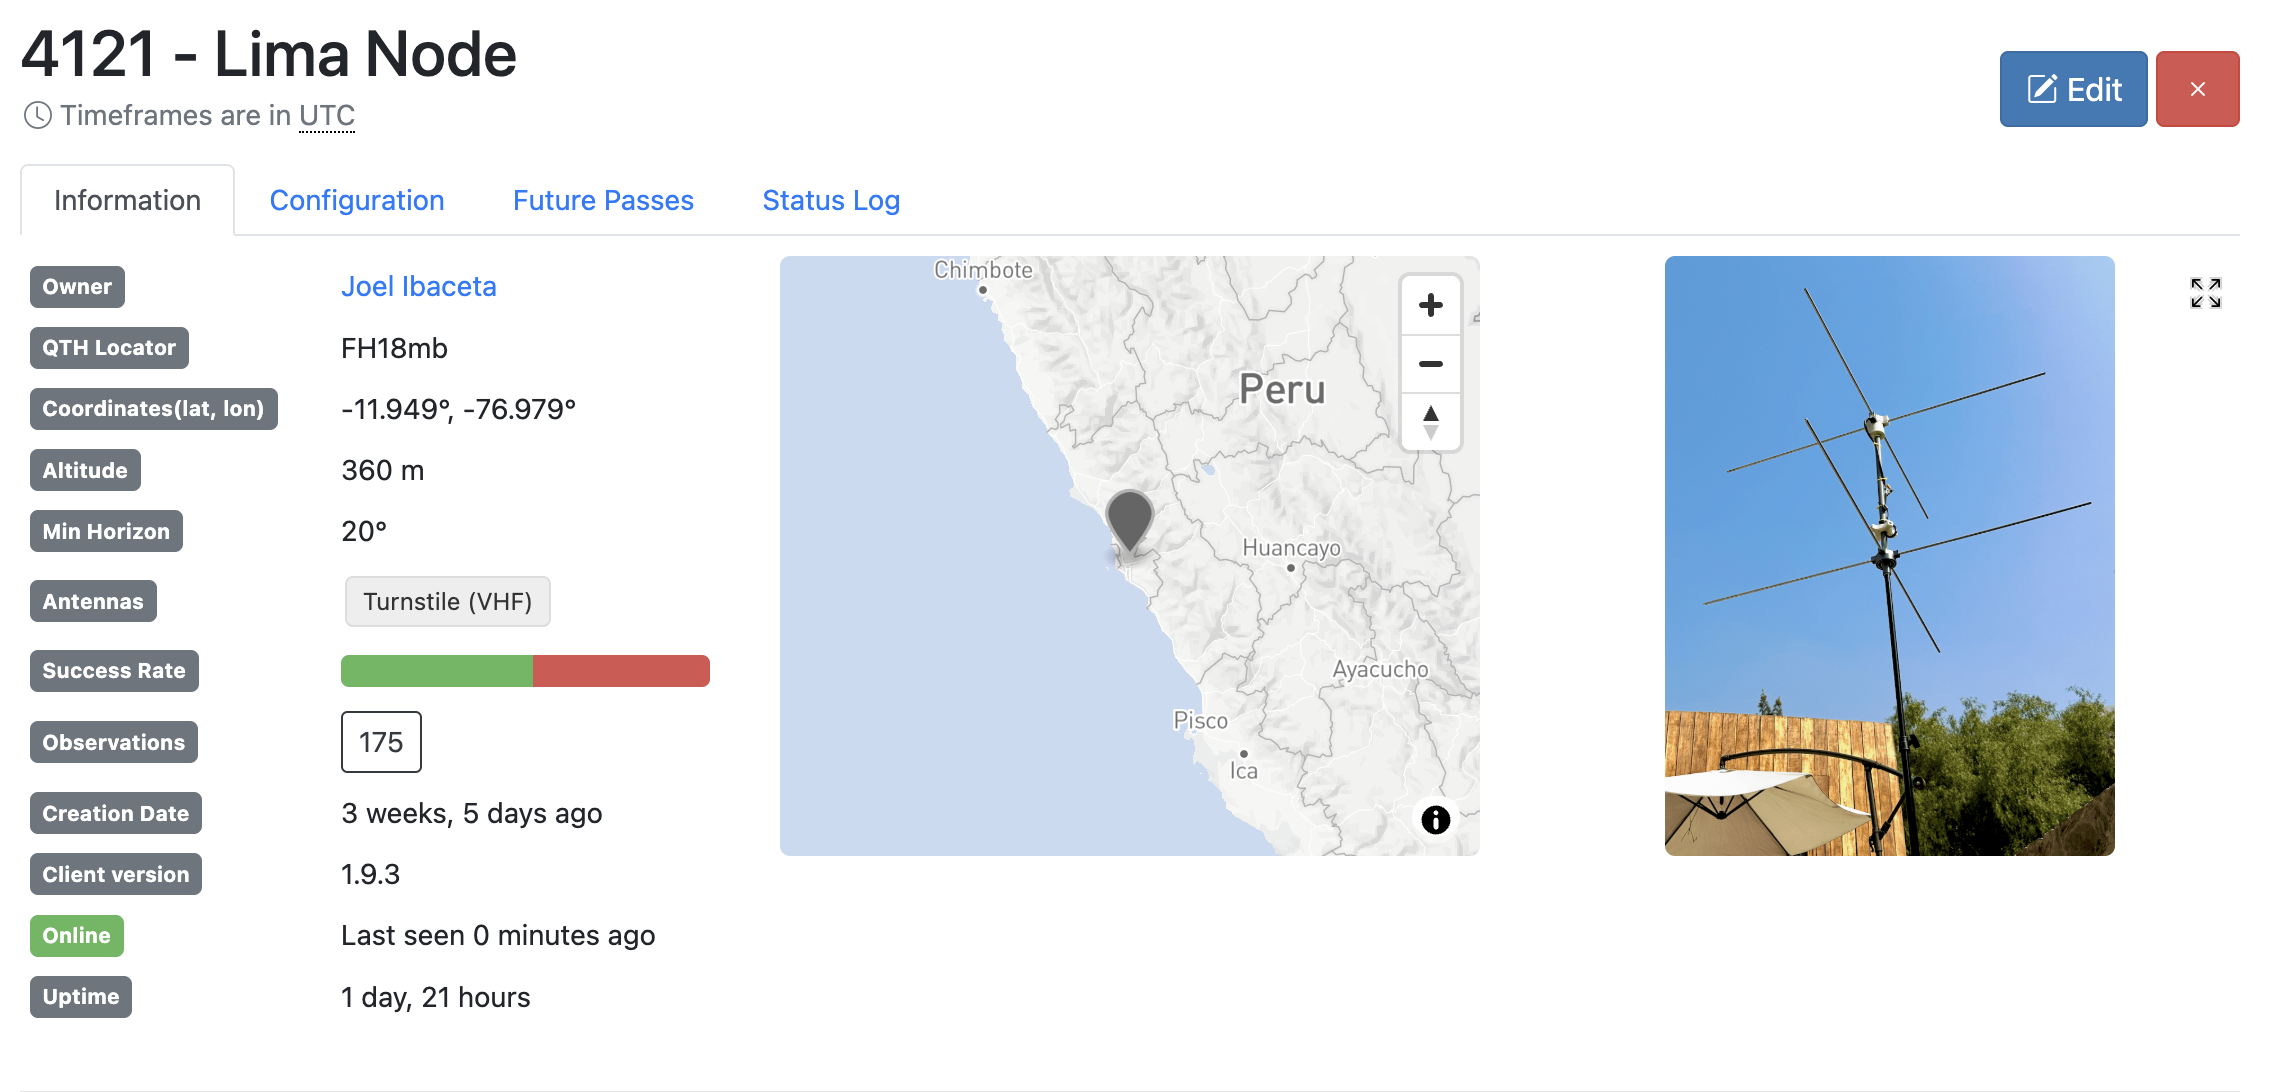 4121 - Lima Node
Timeframes are in UTC
Edit
×
Information
Configuration
Future Passes
Status Log
Owner
Joel Ibaceta
QTH Locator
FH18mb
Coordinates(lat, lon)
-11.949°, -76.979°
Altitude
360 m
Min Horizon
20°
Antennas
Turnstile (VHF)
Success Rate
Observations
175
Creation Date
3 weeks, 5 days ago
Client version
1.9.3
Online
Last seen 0 minutes ago
Uptime
1 day, 21 hours
Chimbote
Peru
Huancayo
Ayacucho
Pisco
Ica